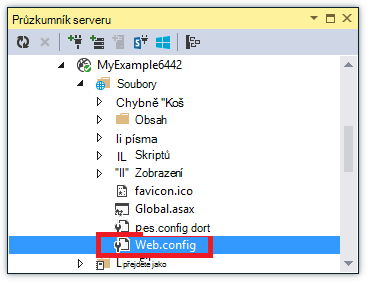 Průzkumník serveru
MyExample6442
Soubory
Chybně "Koš
Obsah
li písma
IL Skriptů
"II" Zobrazení
favicon.ico
Global.asax
pes.config dort
Web.config
přejděte jako